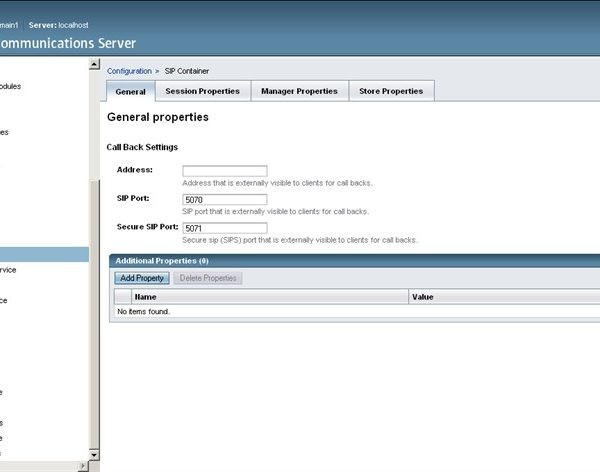 main1 Server: localhost
ommunications Server
odules
es
rvice
ce
e
s
e
s
Configuration > SIP Container
General Session Properties Manager Properties Store Properties
General properties
Call Back Settings
Address:
Address that is externally visible to clients for call backs.
SIP Port: 5070
SIP port that is externally visible to clients for call backs.
Secure SIP Port: 5071
Secure sip (SIPS) port that is externally visible to clients for call backs.
Additional Properties (0)
Add Property Delete Properties
Name Value
No items found.